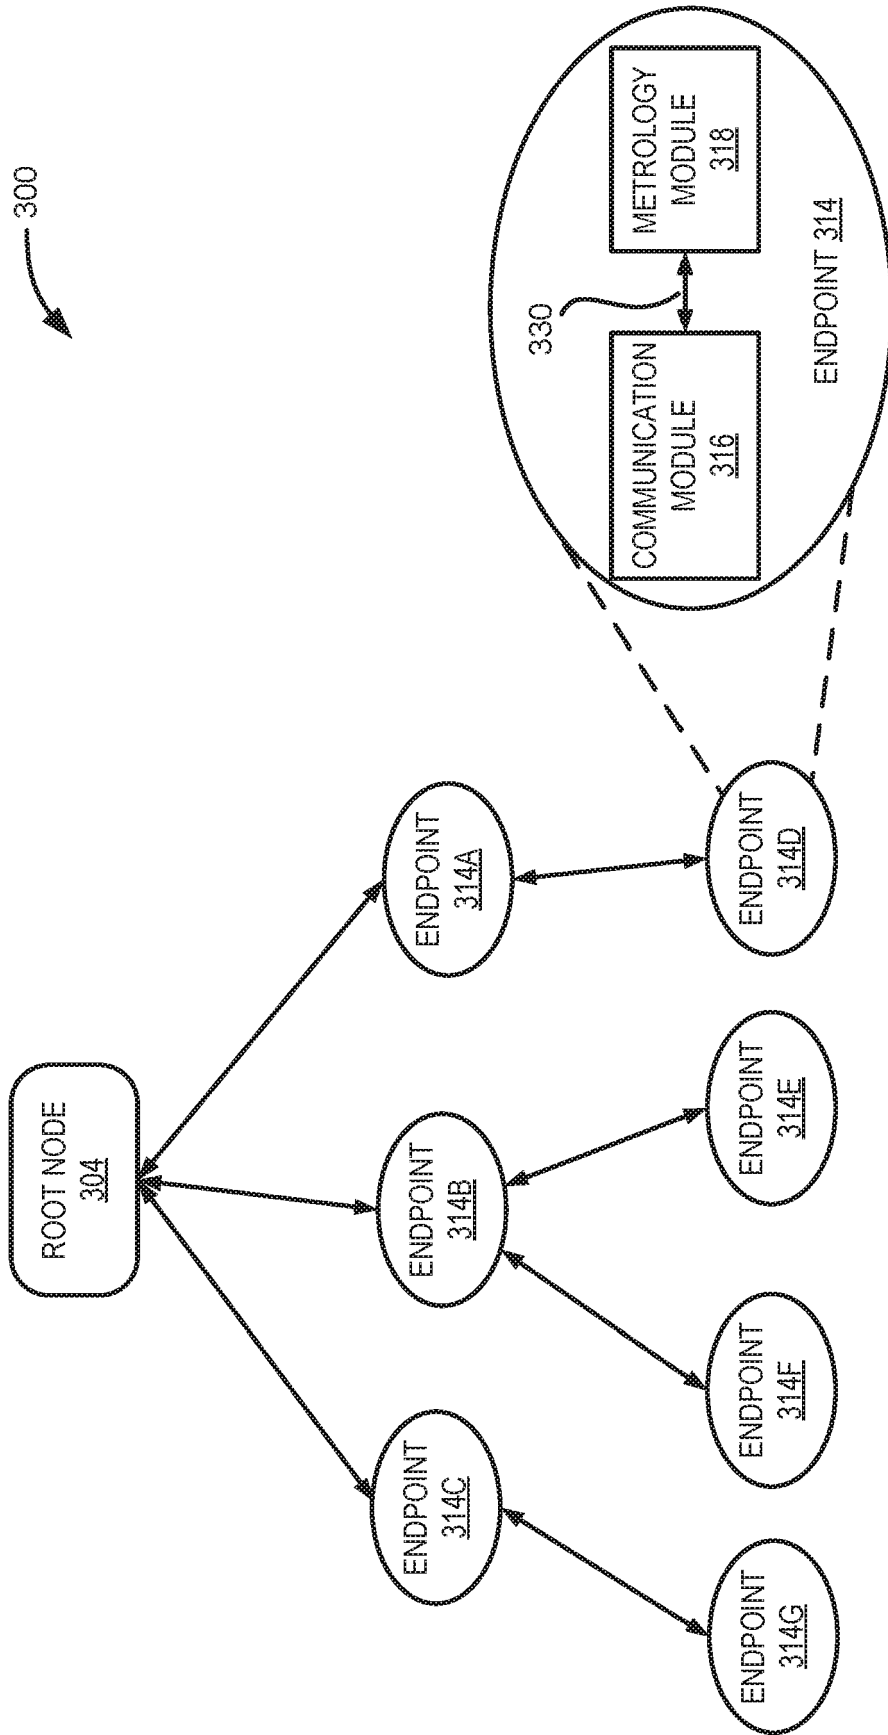 300
ROOT NODE
304
ENDPOINT
314C
ENDPOINT
314B
ENDPOINT
314A
ENDPOINT
314G
ENDPOINT
314F
ENDPOINT
314E
ENDPOINT
314D
330
COMMUNICATION
MODULE
316
METROLOGY
MODULE
318
ENDPOINT 314